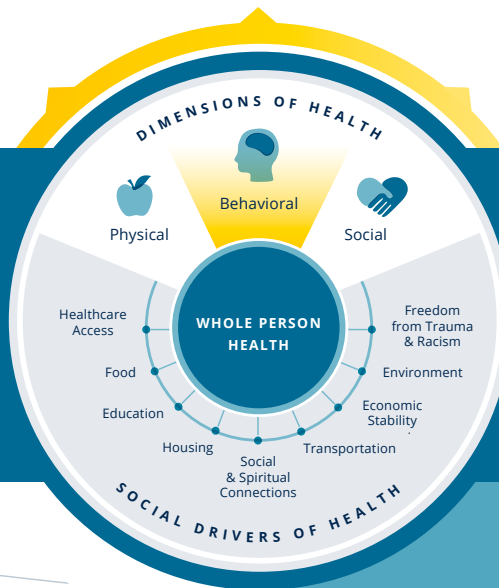 DIMENSIONS OF HEALTH
Behavioral
Physical
Social
WHOLE PERSON
HEALTH
Healthcare
Access
Food
Education
Housing
Social
& Spiritual
Connections
Transportation
Economic
Stability
Environment
Freedom
from Trauma
& Racism
SOCIAL DRIVERS OF HEALTH